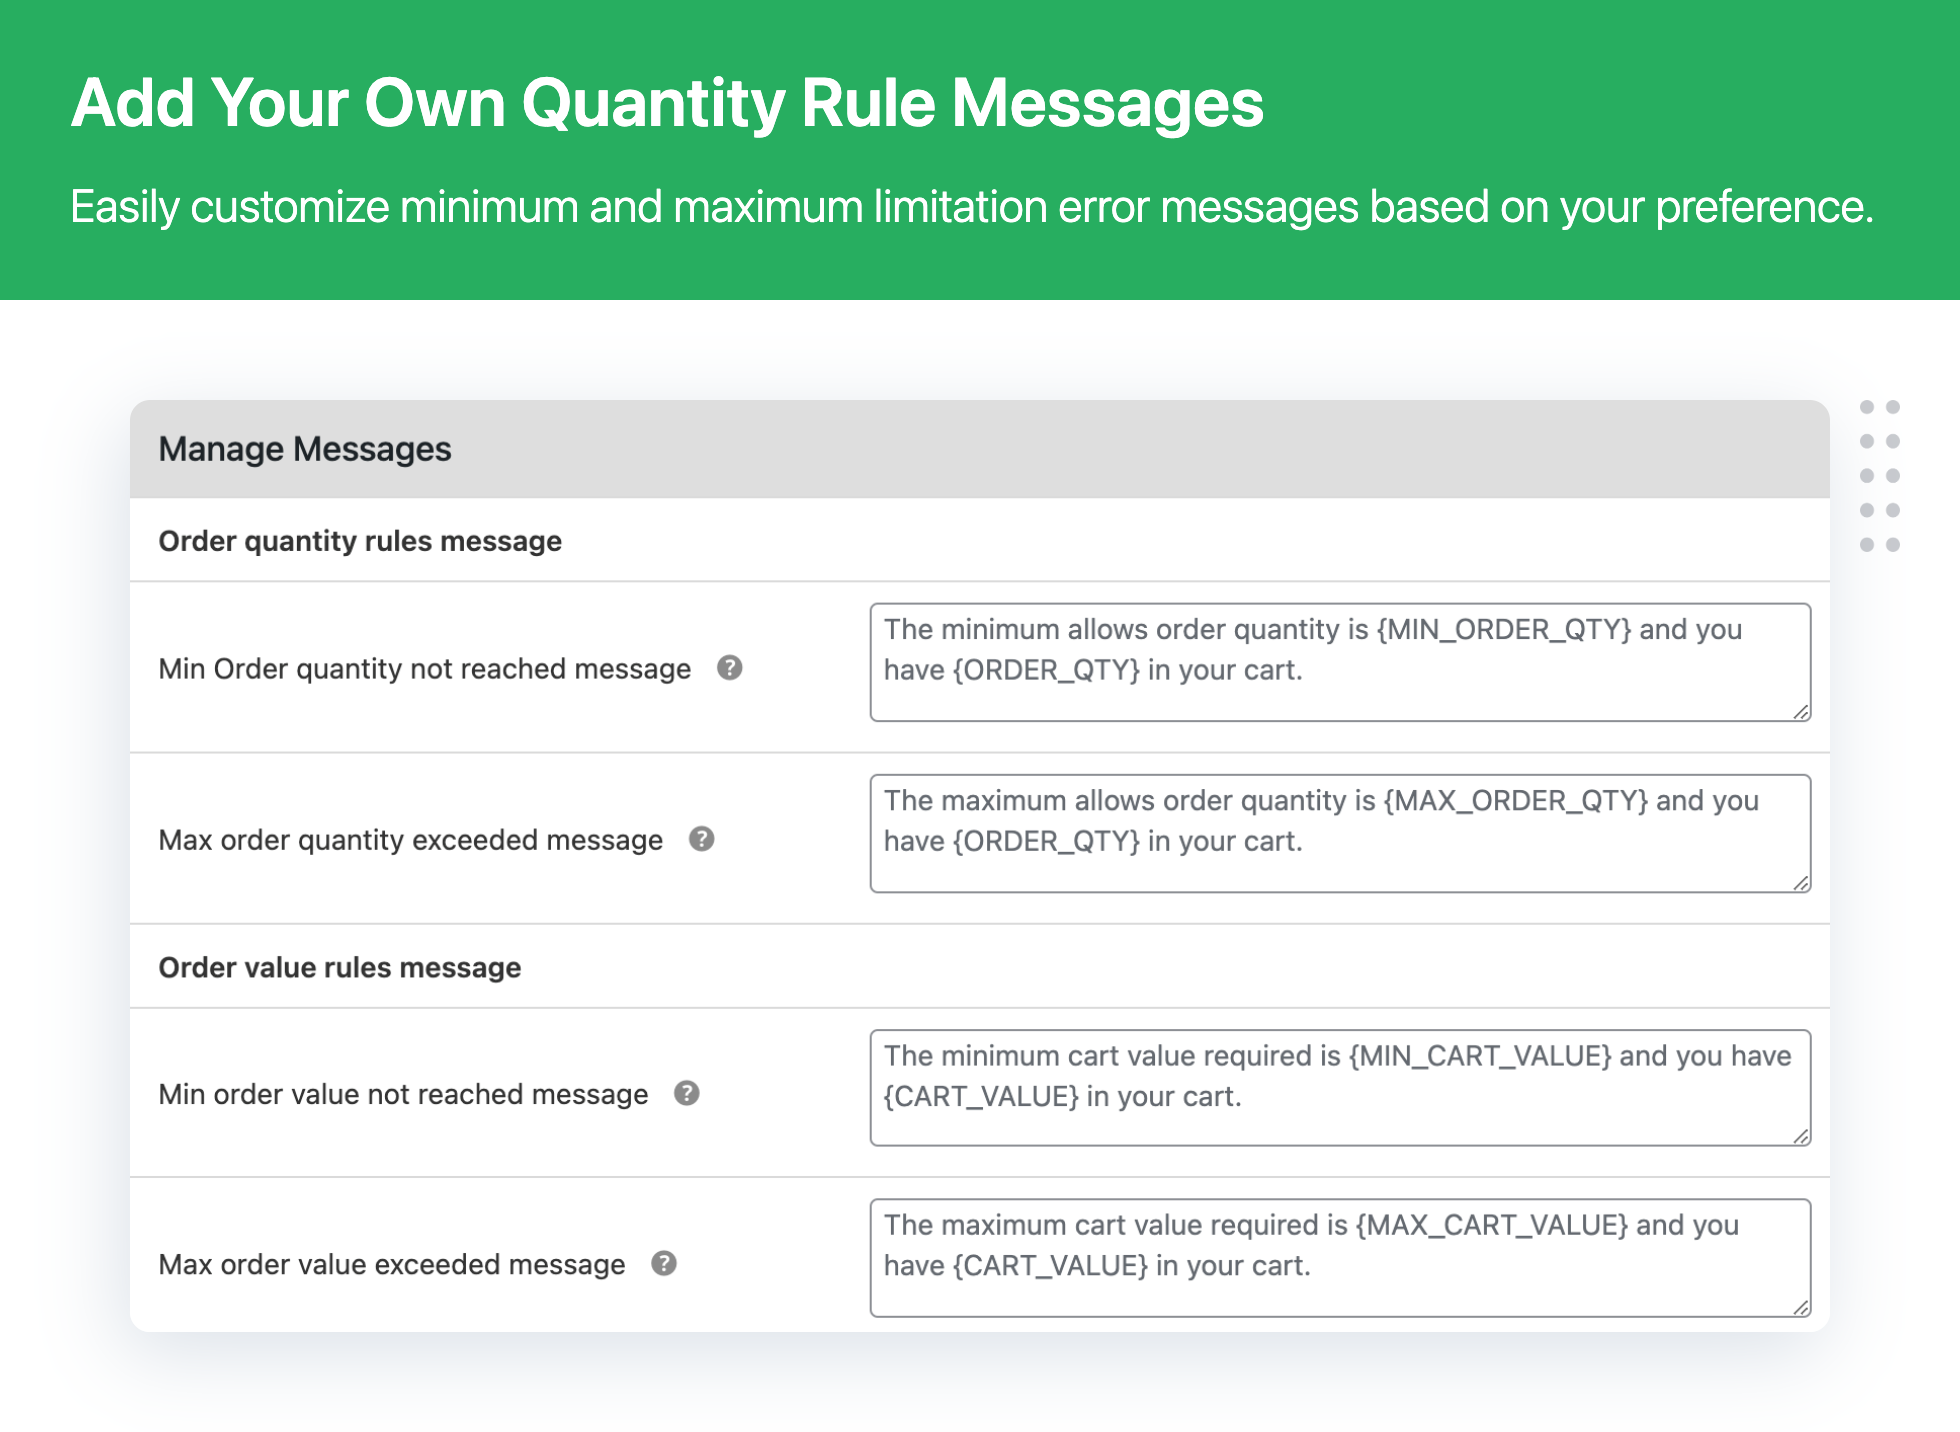 Add Your Own Quantity Rule Messages
Easily customize minimum and maximum limitation error messages based on your preference.
Manage Messages
Order quantity rules message
Min Order quantity not reached message
The minimum allows order quantity is {MIN_ORDER_QTY} and you
have {ORDER_QTY} in your cart.
Max order quantity exceeded message
The maximum allows order quantity is {MAX_ORDER_QTY} and you
have {ORDER_QTY} in your cart.
Order value rules message
Min order value not reached message
The minimum cart value required is {MIN_CART_VALUE} and you have
{CART_VALUE} in your cart.
Max order value exceeded message
The maximum cart value required is {MAX_CART_VALUE} and you
have {CART_VALUE} in your cart.